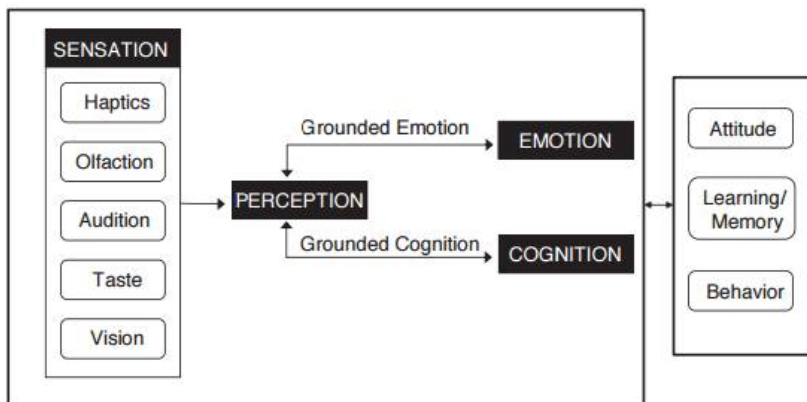 SENSATION
Haptics
Olfaction
Audition
Taste
Vision
PERCEPTION
Grounded Emotion
EMOTION
Grounded Cognition
COGNITION
Attitude
Learning/
Memory
Behavior